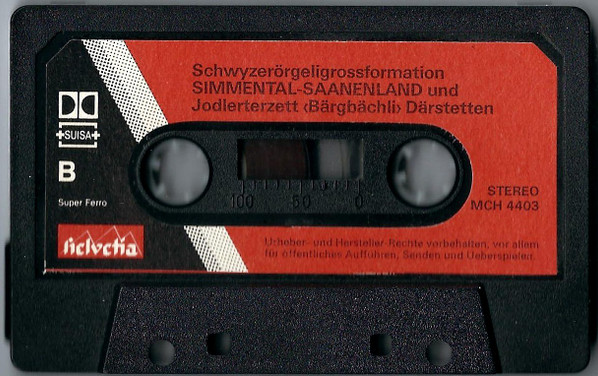 Schwyzerörgeligrossformation
SIMMENTAL-SAANENLAND und
Jodlerterzett ‹Bärgbächli› Därstetten
+SUISA+
B
Super Ferro
100 50 0
STEREO
MCH 4403
helvetia
Urheber- und Hersteller-Rechte vorbehalten, vor allem
für öffentliches Aufführen, Senden und Ueberspielen